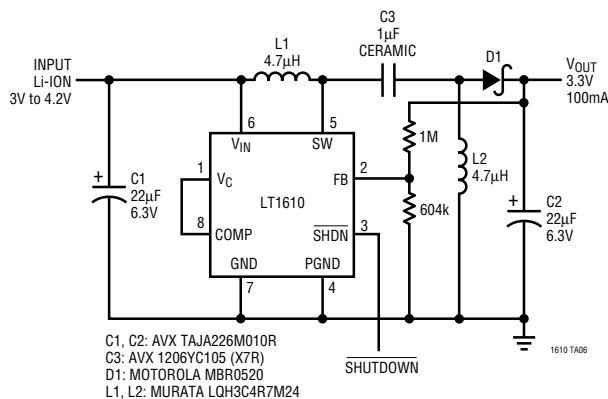 C3
1µF
CERAMIC
L1
4.7µH
D1
INPUT
Li-ION
3V to 4.2V
VOUT
3.3V
100mA
6
5
VIN
SW
1M
L2
4.7µH
1
VC
2
FB
LT1610
C1
22µF
6.3V
+
8
COMP
3
SHDN
604k
+
C2
22µF
6.3V
GND
PGND
7
4
C1, C2: AVX TAJA226M010R
C3: AVX 1206YC105 (X7R)
D1: MOTOROLA MBR0520
L1, L2: MURATA LQH3C4R7M24
SHUTDOWN
1610 TA06